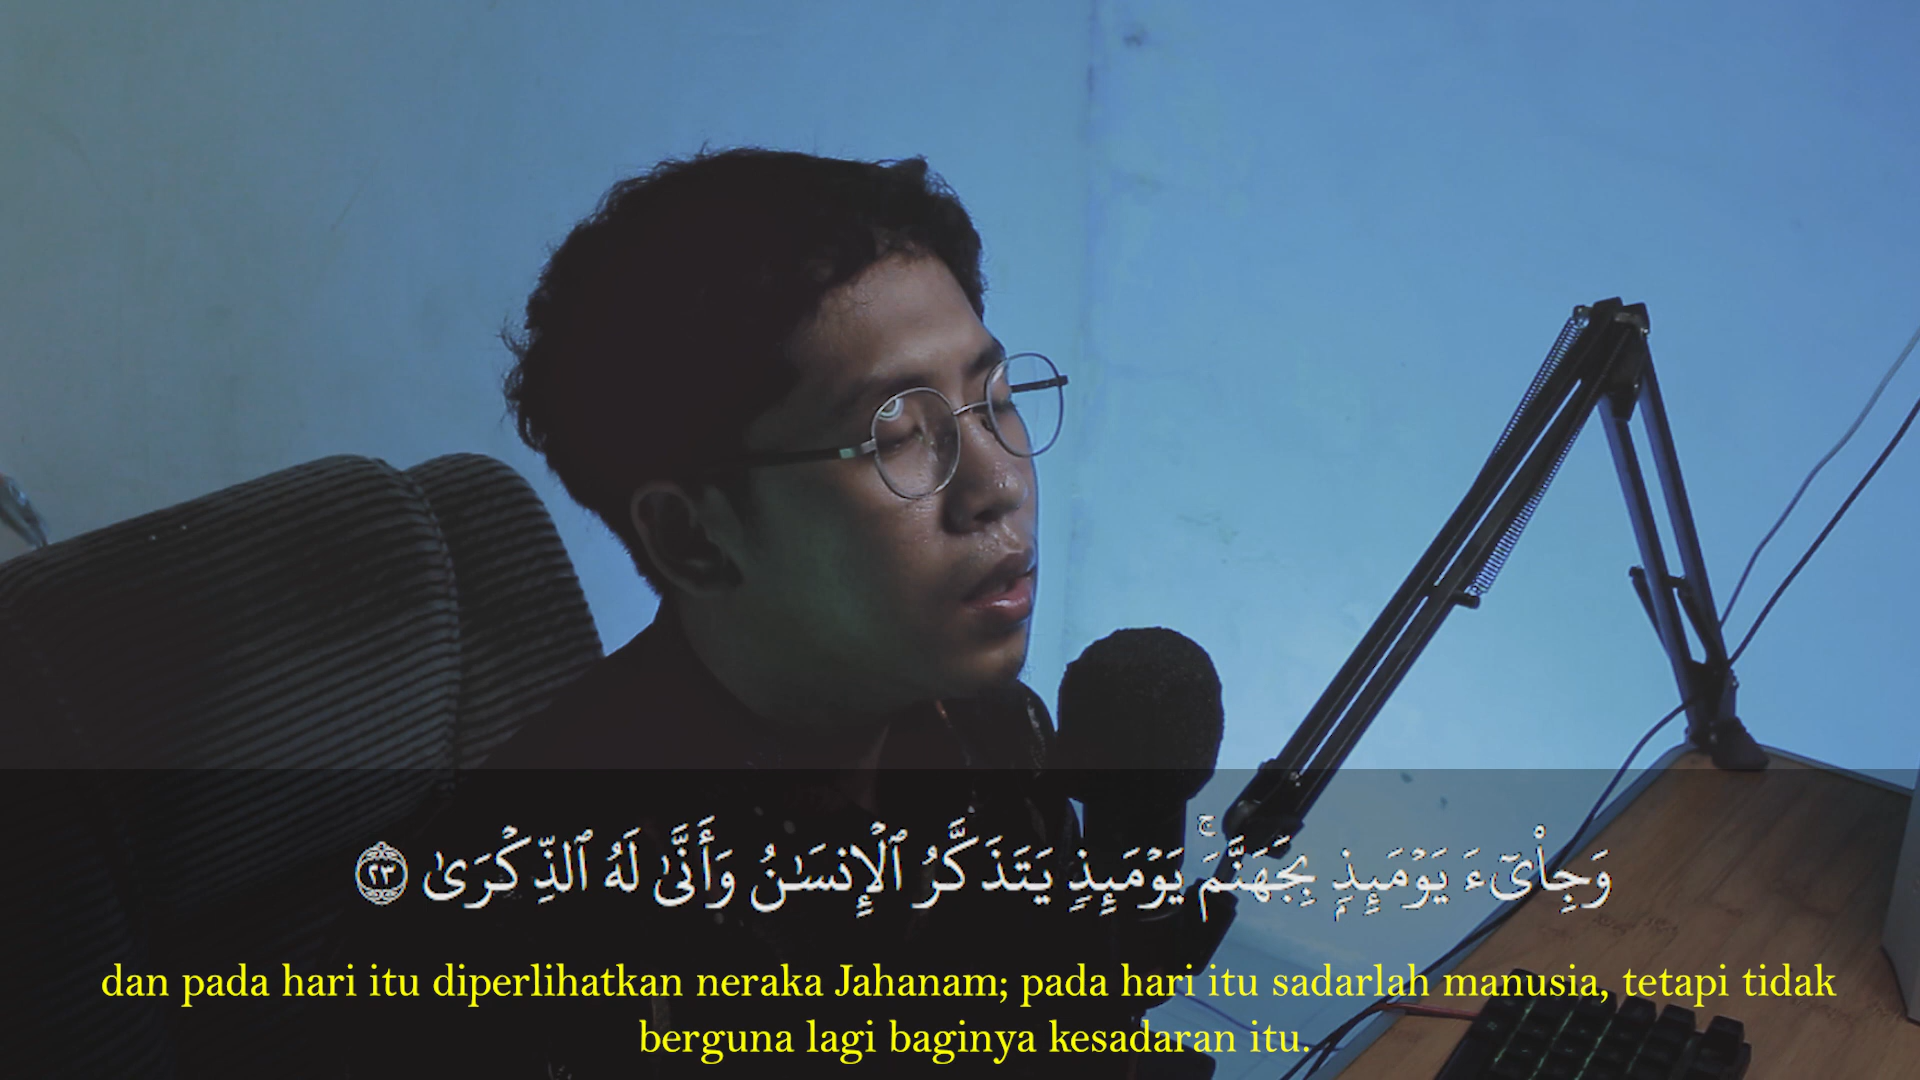 وَجِا۟ىٓءَ يَوْمَئِذٍۭ بِجَهَنَّمَ ۚ يَوْمَئِذٍ يَتَذَكَّرُ ٱلْإِنسَـٰنُ وَأَنَّىٰ لَهُ ٱلذِّكْرَىٰ ٢٣
dan pada hari itu diperlihatkan neraka Jahanam; pada hari itu sadarlah manusia, tetapi tidak
berguna lagi baginya kesadaran itu.